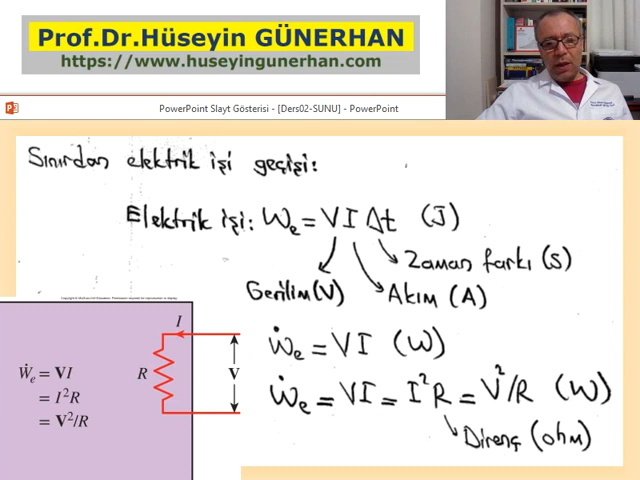 Prof.Dr.Hüseyin GÜNERHAN
https://www.huseyingunerhan.com
PowerPoint Slayt Gösterisi - [Ders02-SUNU] - PowerPoint
Sınırdan elektrik işi geçişi:
Elektrik işi: We = VI Δt (J)
Zaman farkı (s)
Gerilim (V)
Akım (A)
Ẇe = VI (W)
Ẇe = VI = I²R = V²/R (W)
Direnç (ohm)
I
Ẇe = VI
= I²R
= V²/R
R
V